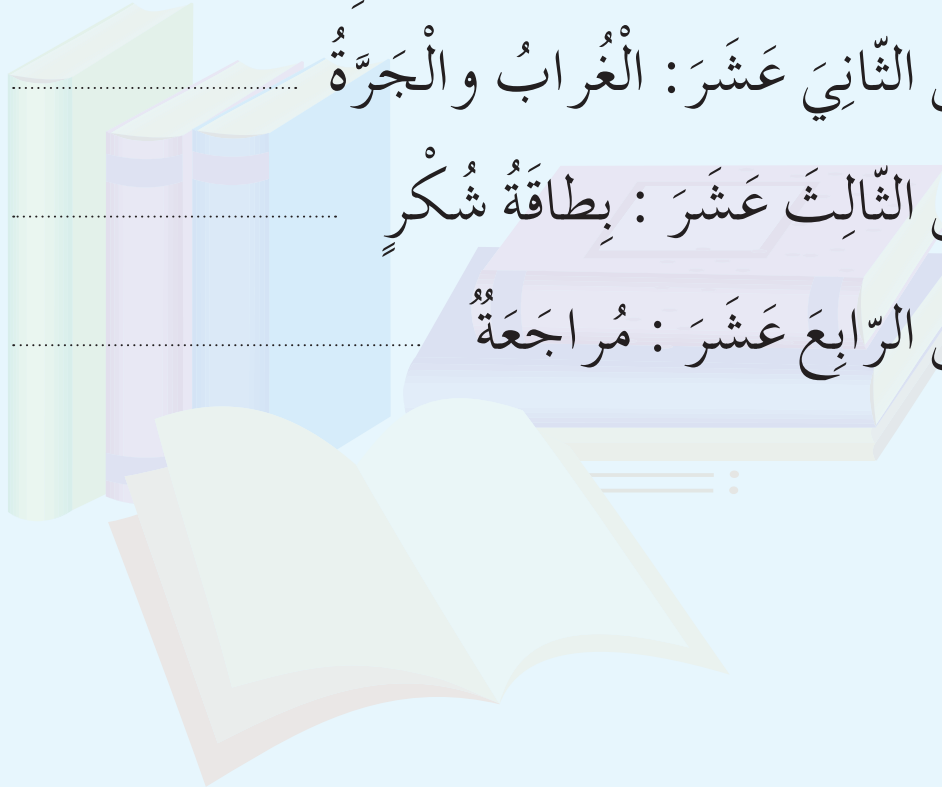 الثّانِيَ عَشَرَ : الْغُرابُ والْجَرَّةُ
الثّالِثَ عَشَرَ : بِطاقَةُ شُكْرٍ
الرّابِعَ عَشَرَ : مُراجَعَةٌ